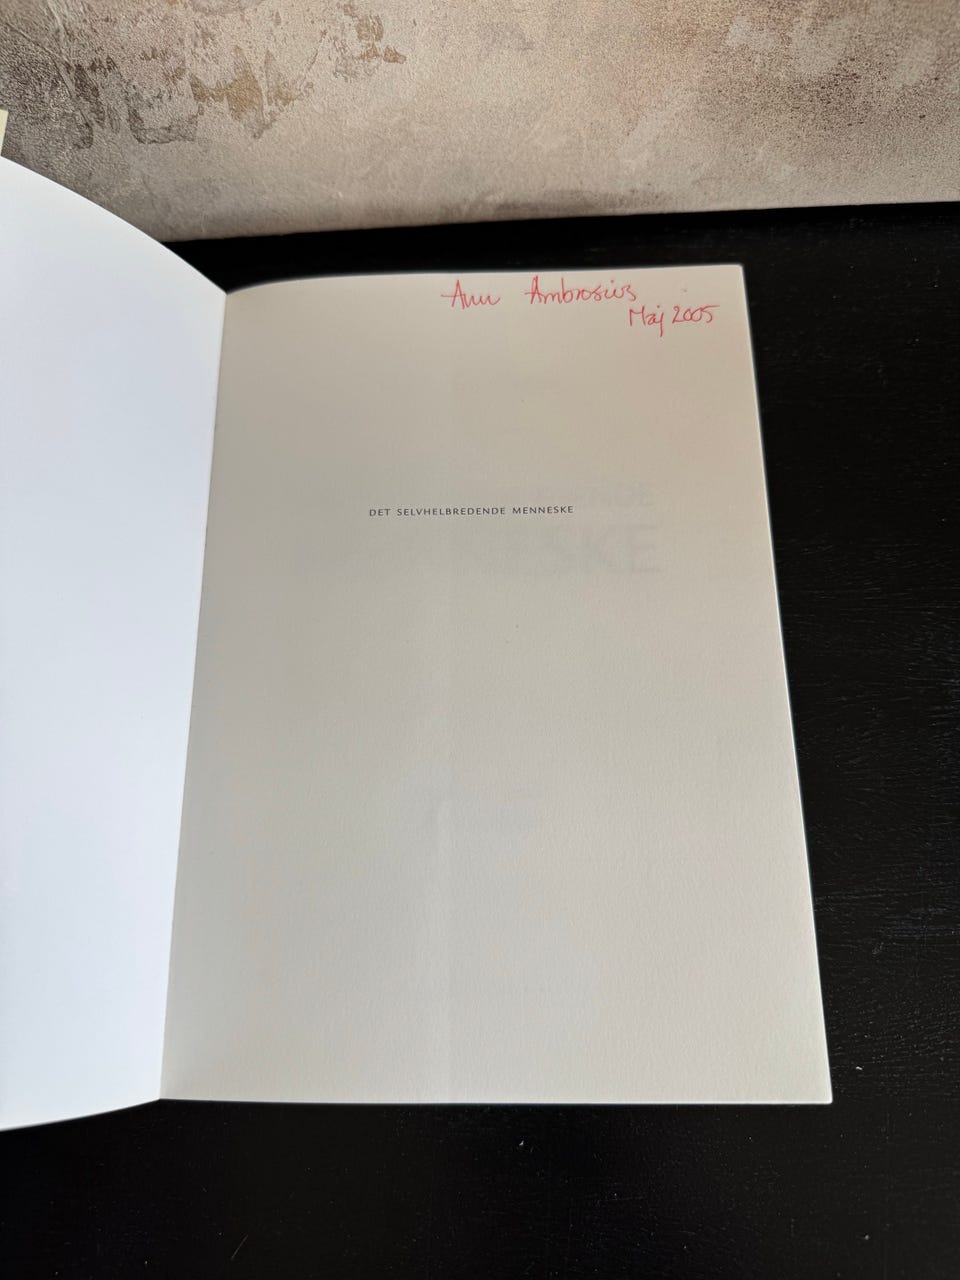 Ann Ambrosius
Maj 2005
DET SELVHELBREDENDE MENNESKE